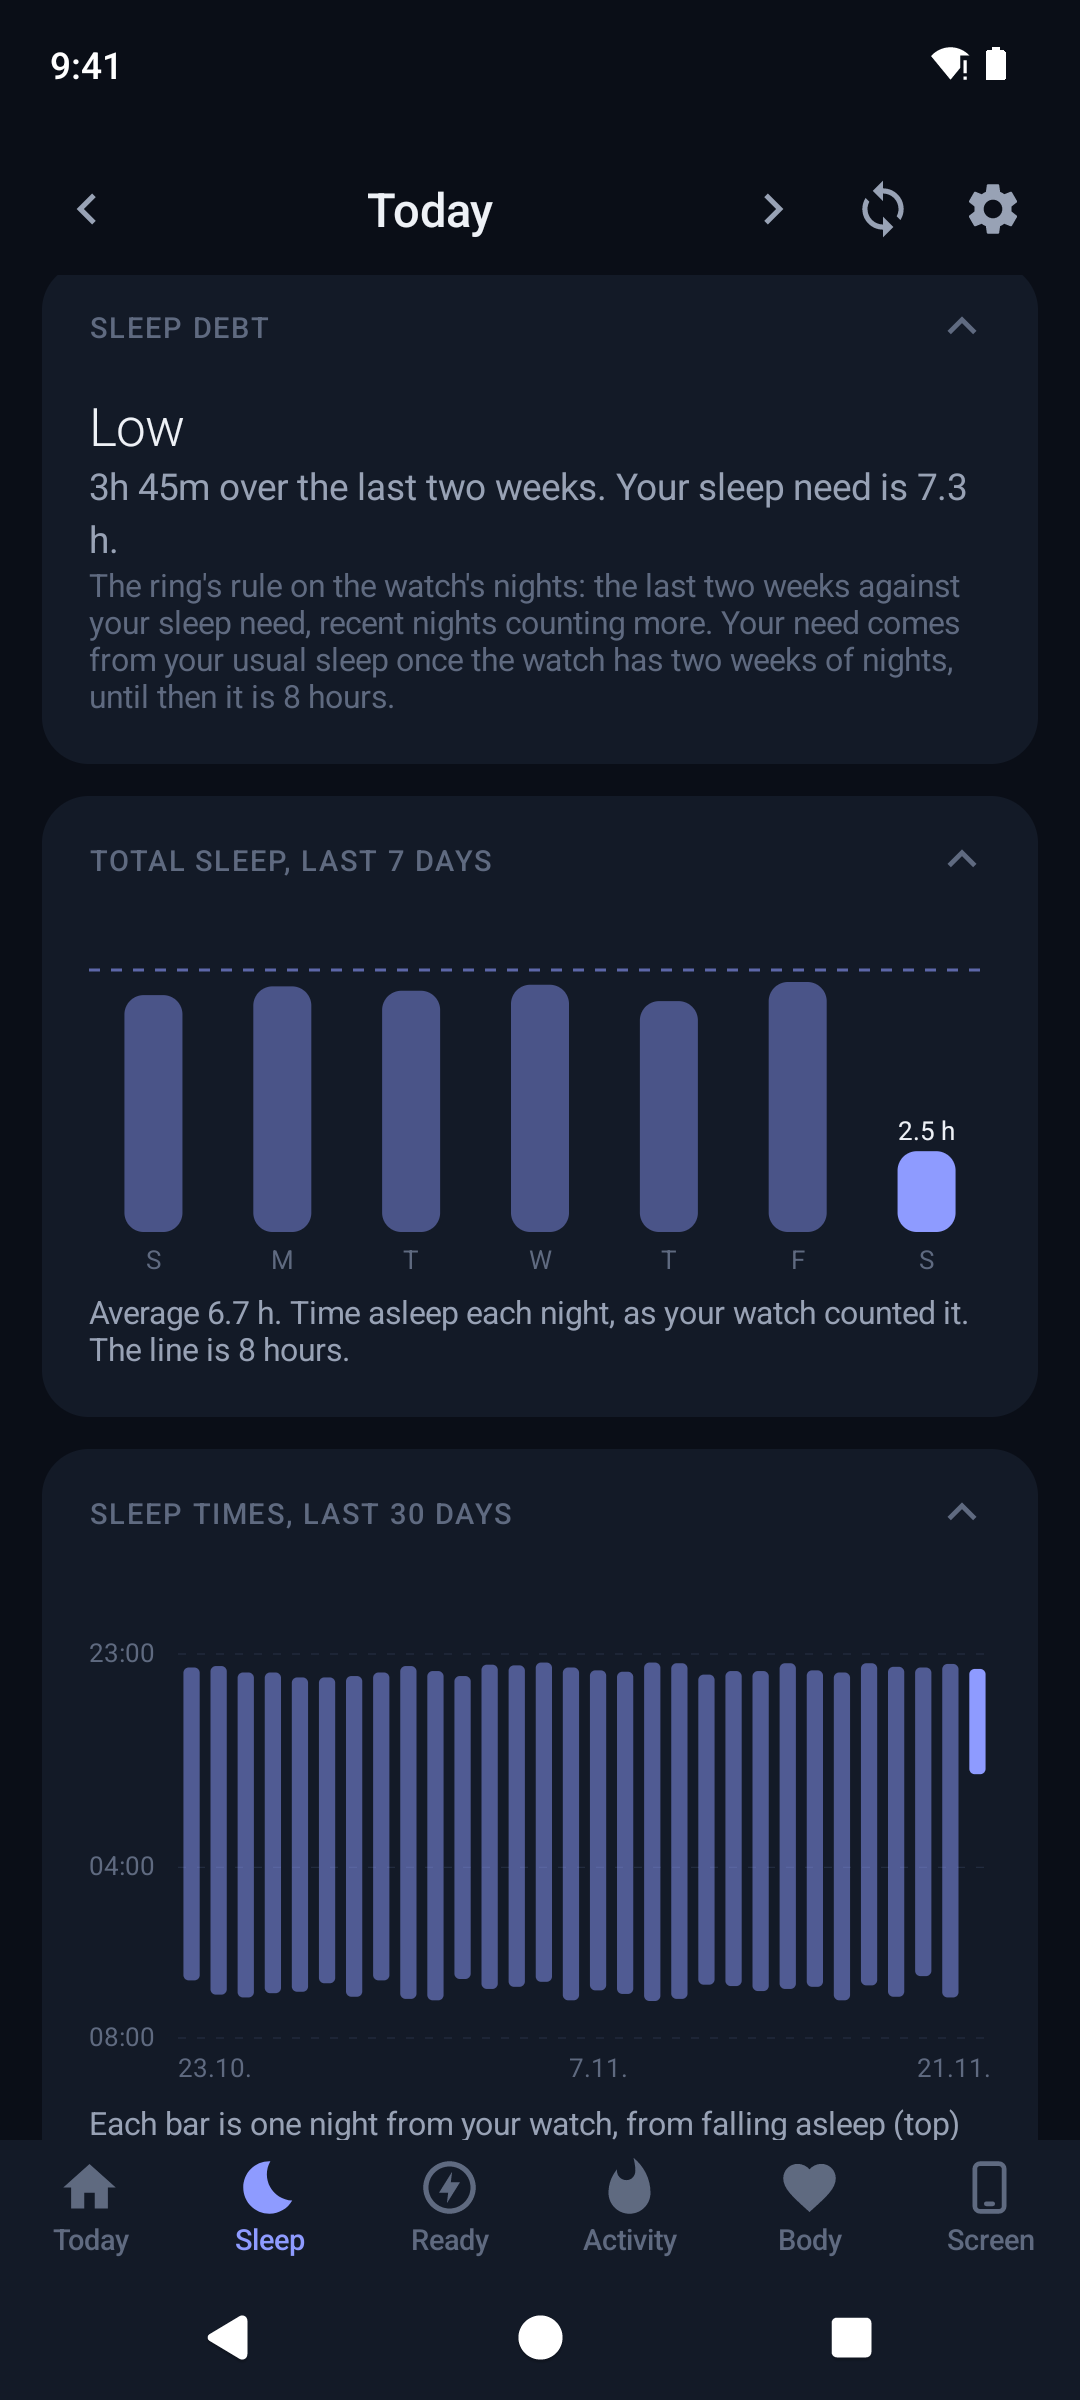 9:41
Today
SLEEP DEBT
Low
3h 45m over the last two weeks. Your sleep need is 7.3
h.
The ring's rule on the watch's nights: the last two weeks against
your sleep need, recent nights counting more. Your need comes
from your usual sleep once the watch has two weeks of nights,
until then it is 8 hours.
TOTAL SLEEP, LAST 7 DAYS
2.5 h
S M T W T F S
Average 6.7 h. Time asleep each night, as your watch counted it.
The line is 8 hours.
SLEEP TIMES, LAST 30 DAYS
23:00
04:00
08:00
23.10. 7.11. 21.11.
Each bar is one night from your watch, from falling asleep (top)
Today Sleep Ready Activity Body Screen